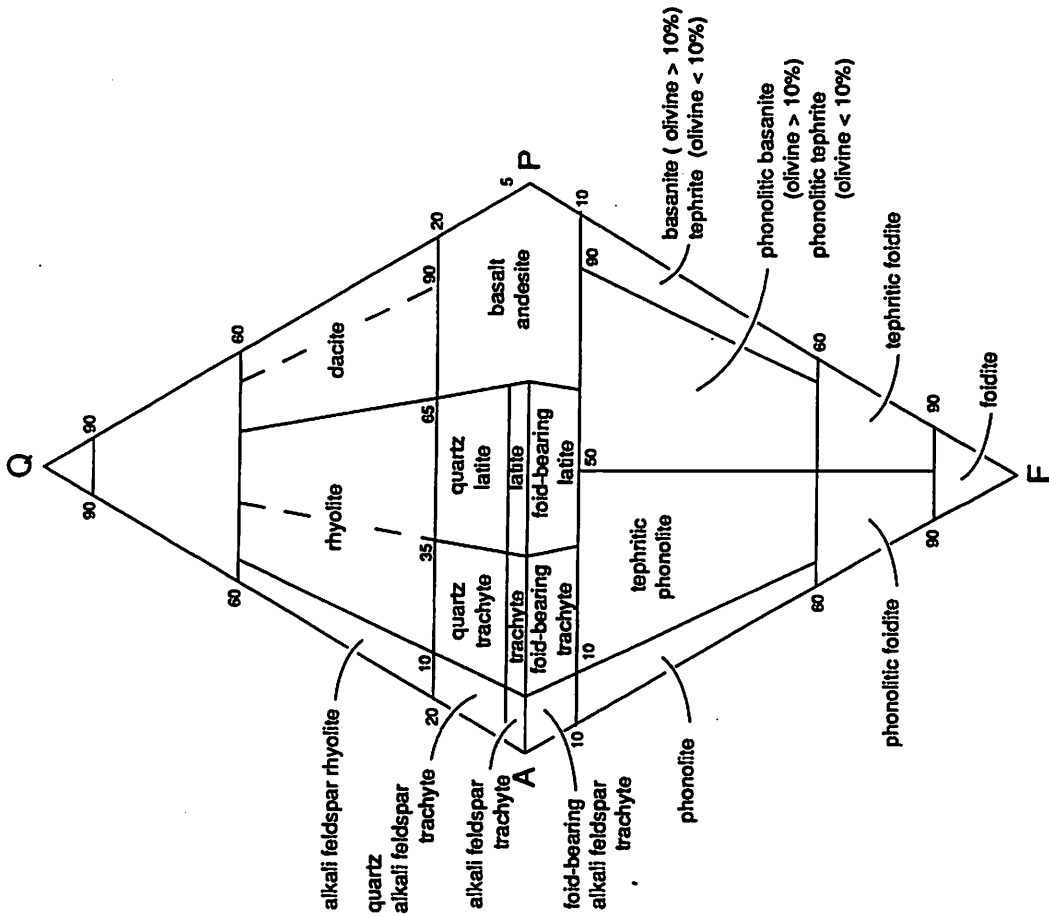 Q
90
90
60
60
alkali feldspar rhyolite
rhyolite
dacite
20
10
35
65
90
20
quartz
alkali feldspar
trachyte
quartz
trachyte
quartz
latite
basalt
andesite
5
alkali feldspar
trachyte
trachyte
latite
A
P
foid-bearing
alkali feldspar
trachyte
foid-bearing
trachyte
foid-bearing
latite
10
10
50
90
10
basanite ( olivine > 10%)
tephrite (olivine < 10%)
phonolite
tephritic
phonolite
phonolitic basanite
(olivine > 10%)
phonolitic tephrite
(olivine < 10%)
60
60
phonolitic foidite
tephritic foidite
90
90
foidite
F